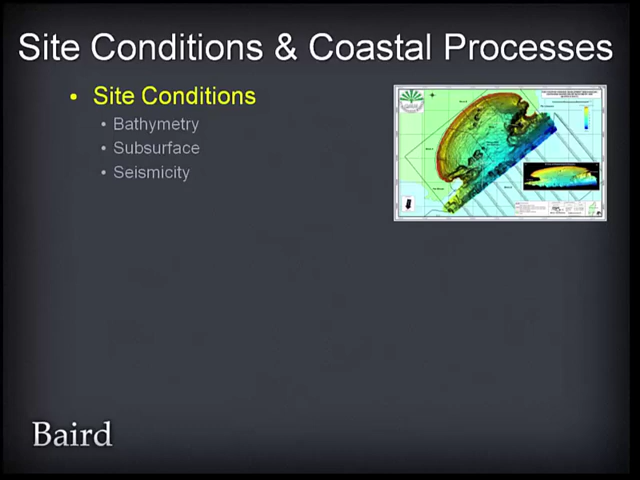 Site Conditions & Coastal Processes
• Site Conditions
• Bathymetry
• Subsurface
• Seismicity
Baird